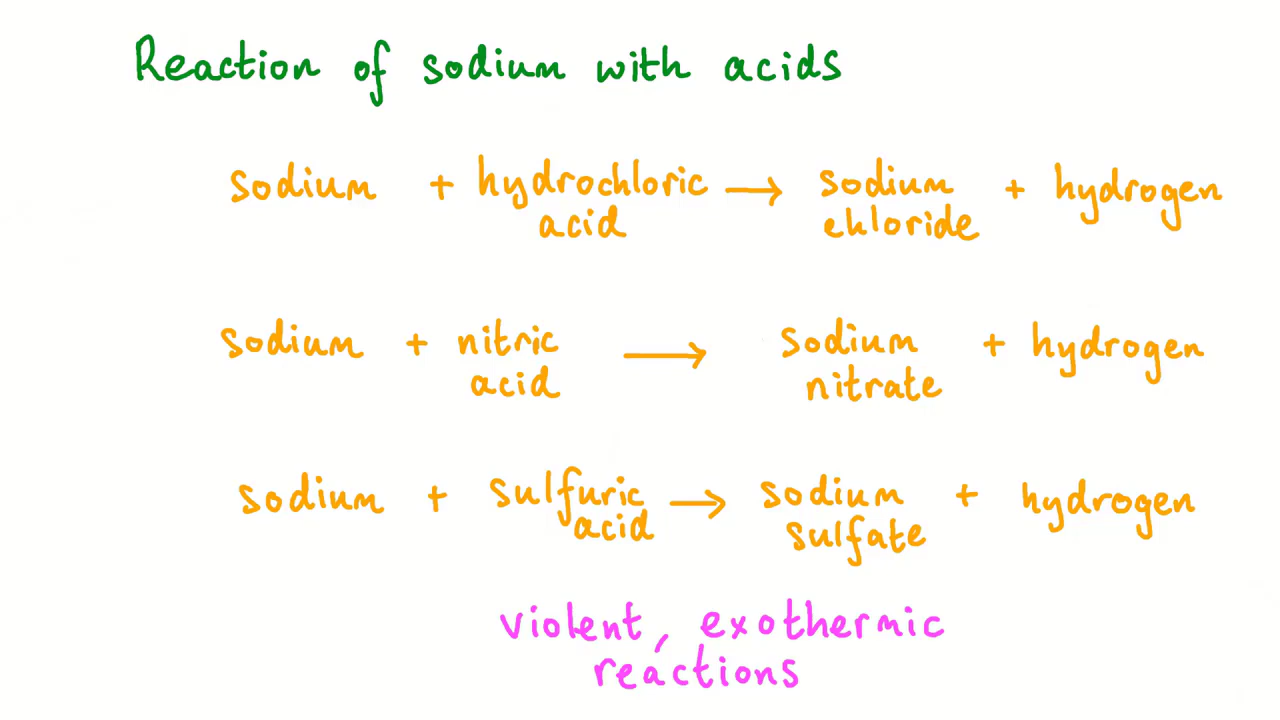 Reaction of sodium with acids
sodium + hydrochloric → sodium + hydrogen
acid chloride
sodium + nitric → sodium + hydrogen
acid nitrate
sodium + sulfuric → sodium + hydrogen
acid sulfate
violent, exothermic
reactions